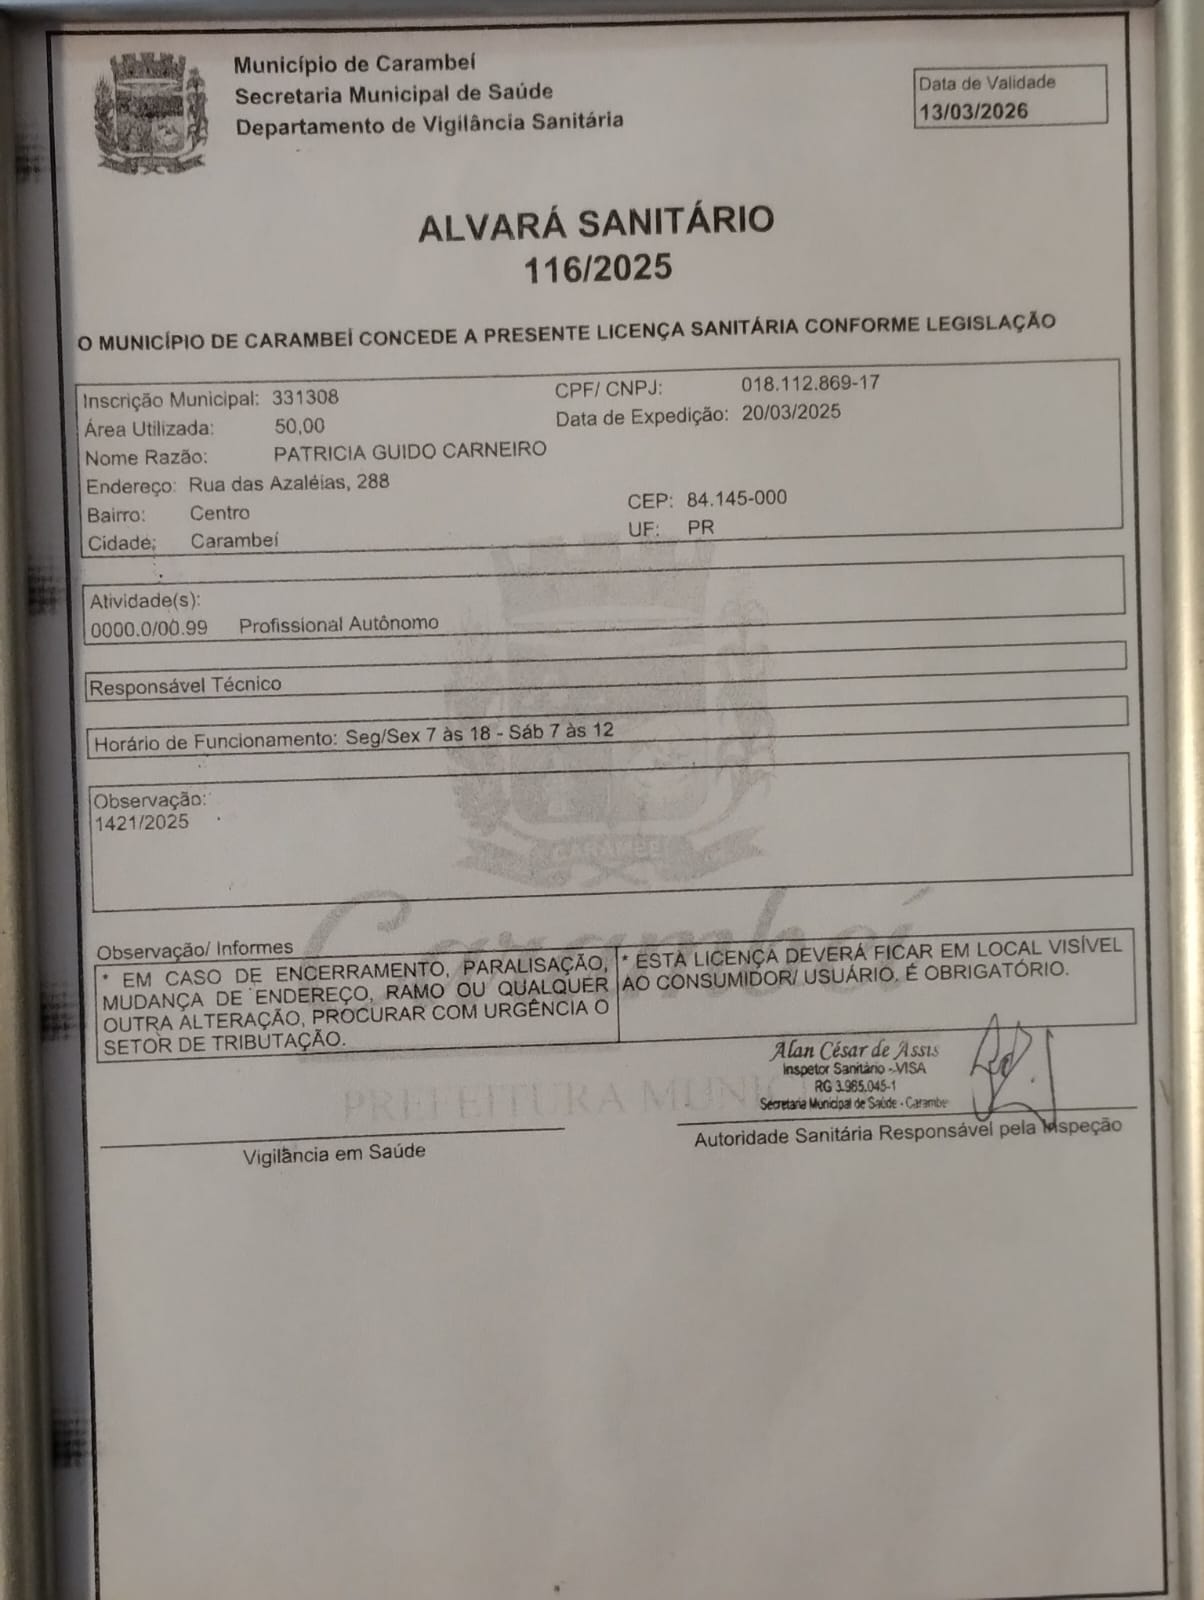 Município de Carambeí
Secretaria Municipal de Saúde
Departamento de Vigilância Sanitária
Data de Validade
13/03/2026
ALVARÁ SANITÁRIO
116/2025
O MUNICÍPIO DE CARAMBEÍ CONCEDE A PRESENTE LICENÇA SANITÁRIA CONFORME LEGISLAÇÃO
Inscrição Municipal: 331308
CPF/ CNPJ: 018.112.869-17
Área Utilizada: 50,00
Data de Expedição: 20/03/2025
Nome Razão: PATRICIA GUIDO CARNEIRO
Endereço: Rua das Azaléias, 288
Bairro: Centro
CEP: 84.145-000
Cidade: Carambeí
UF: PR
Atividade(s):
0000.0/00.99 Profissional Autônomo
Responsável Técnico
Horário de Funcionamento: Seg/Sex 7 às 18 - Sáb 7 às 12
Observação:
1421/2025
CARAMBEÍ
Carambeí
Observação/ Informes
* EM CASO DE ENCERRAMENTO, PARALISAÇÃO,
MUDANÇA DE ENDEREÇO, RAMO OU QUALQUER
OUTRA ALTERAÇÃO, PROCURAR COM URGÊNCIA O
SETOR DE TRIBUTAÇÃO.
* ESTA LICENÇA DEVERÁ FICAR EM LOCAL VISÍVEL
AO CONSUMIDOR/ USUÁRIO. É OBRIGATÓRIO.
Alan César de Assis
Inspetor Sanitário - VISA
RG 3.965.045-1
Secretaria Municipal de Saúde - Carambe
PREFEITURA MUNIC
Vigilância em Saúde
Autoridade Sanitária Responsável pela Inspeção